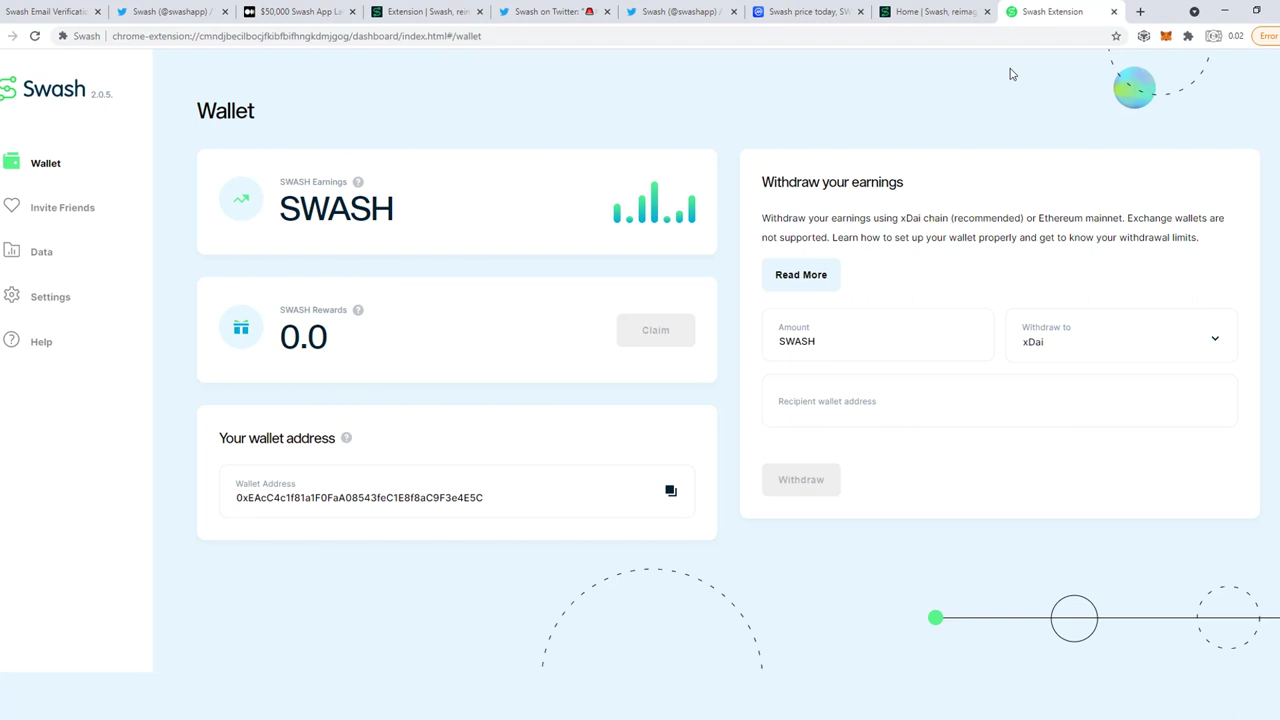 Swash Email Verificati
Swash (@swashapp) /
$50,000 Swash App La
Extension | Swash, rei
Swash on Twitter: "🚨
Swash (@swashapp) /
Swash price today, SW
Home | Swash, reimag
Swash Extension
Swash
chrome-extension://cmndjbecilbocjfkibfbifhngkdmjgog/dashboard/index.html#/wallet
0.02
Error
Swash 2.0.5.
Wallet
Invite Friends
Data
Settings
Help
Wallet
SWASH Earnings ?
SWASH
SWASH Rewards ?
0.0
Claim
Your wallet address ?
Wallet Address
0xEAcC4c1f81a1F0FaA08543feC1E8f8aC9F3e4E5C
Withdraw your earnings
Withdraw your earnings using xDai chain (recommended) or Ethereum mainnet. Exchange wallets are
not supported. Learn how to set up your wallet properly and get to know your withdrawal limits.
Read More
Amount
SWASH
Withdraw to
xDai
Recipient wallet address
Withdraw